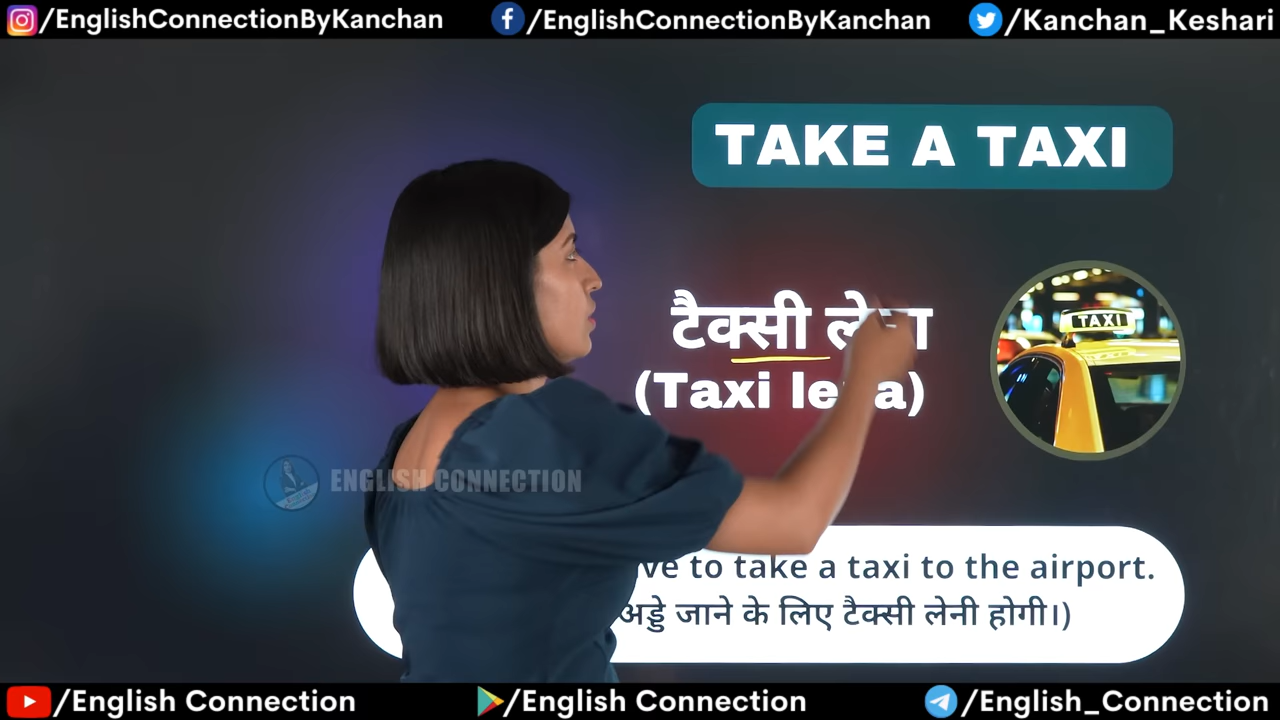 /EnglishConnectionByKanchan /EnglishConnectionByKanchan /Kanchan_Keshari
TAKE A TAXI
टैक्सी
TAXI
(Taxi
ENGLISH CONNECTION
to take a taxi to the airport.
अड्डे जाने के लिए टैक्सी लेनी होगी।)
/English Connection /English Connection /English_Connection